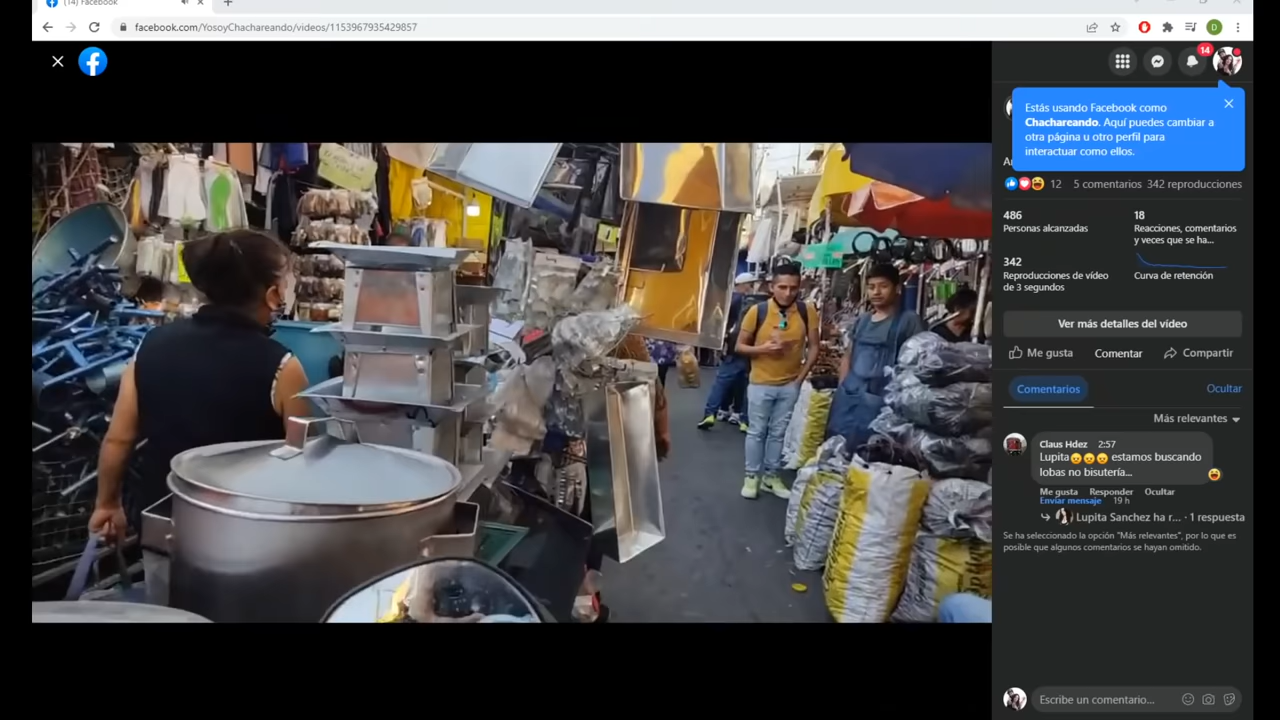 (14) Facebook
facebook.com/YosoyChachareando/videos/1153967935429857
14
Estás usando Facebook como
Chachareando. Aquí puedes cambiar a
otra página u otro perfil para
interactuar como ellos.
12 5 comentarios 342 reproducciones
486
Personas alcanzadas
18
Reacciones, comentarios
y veces que se ha...
342
Reproducciones de vídeo
de 3 segundos
Curva de retención
Ver más detalles del vídeo
Me gusta Comentar Compartir
Comentarios Ocultar
Más relevantes
Claus Hdez 2:57
Lupita😠😠😠 estamos buscando
lobas no bisutería...
Me gusta Responder Ocultar
Enviar mensaje 19 h
Lupita Sanchez ha r... · 1 respuesta
Se ha seleccionado la opción "Más relevantes", por lo que es
posible que algunos comentarios se hayan omitido.
Escribe un comentario...